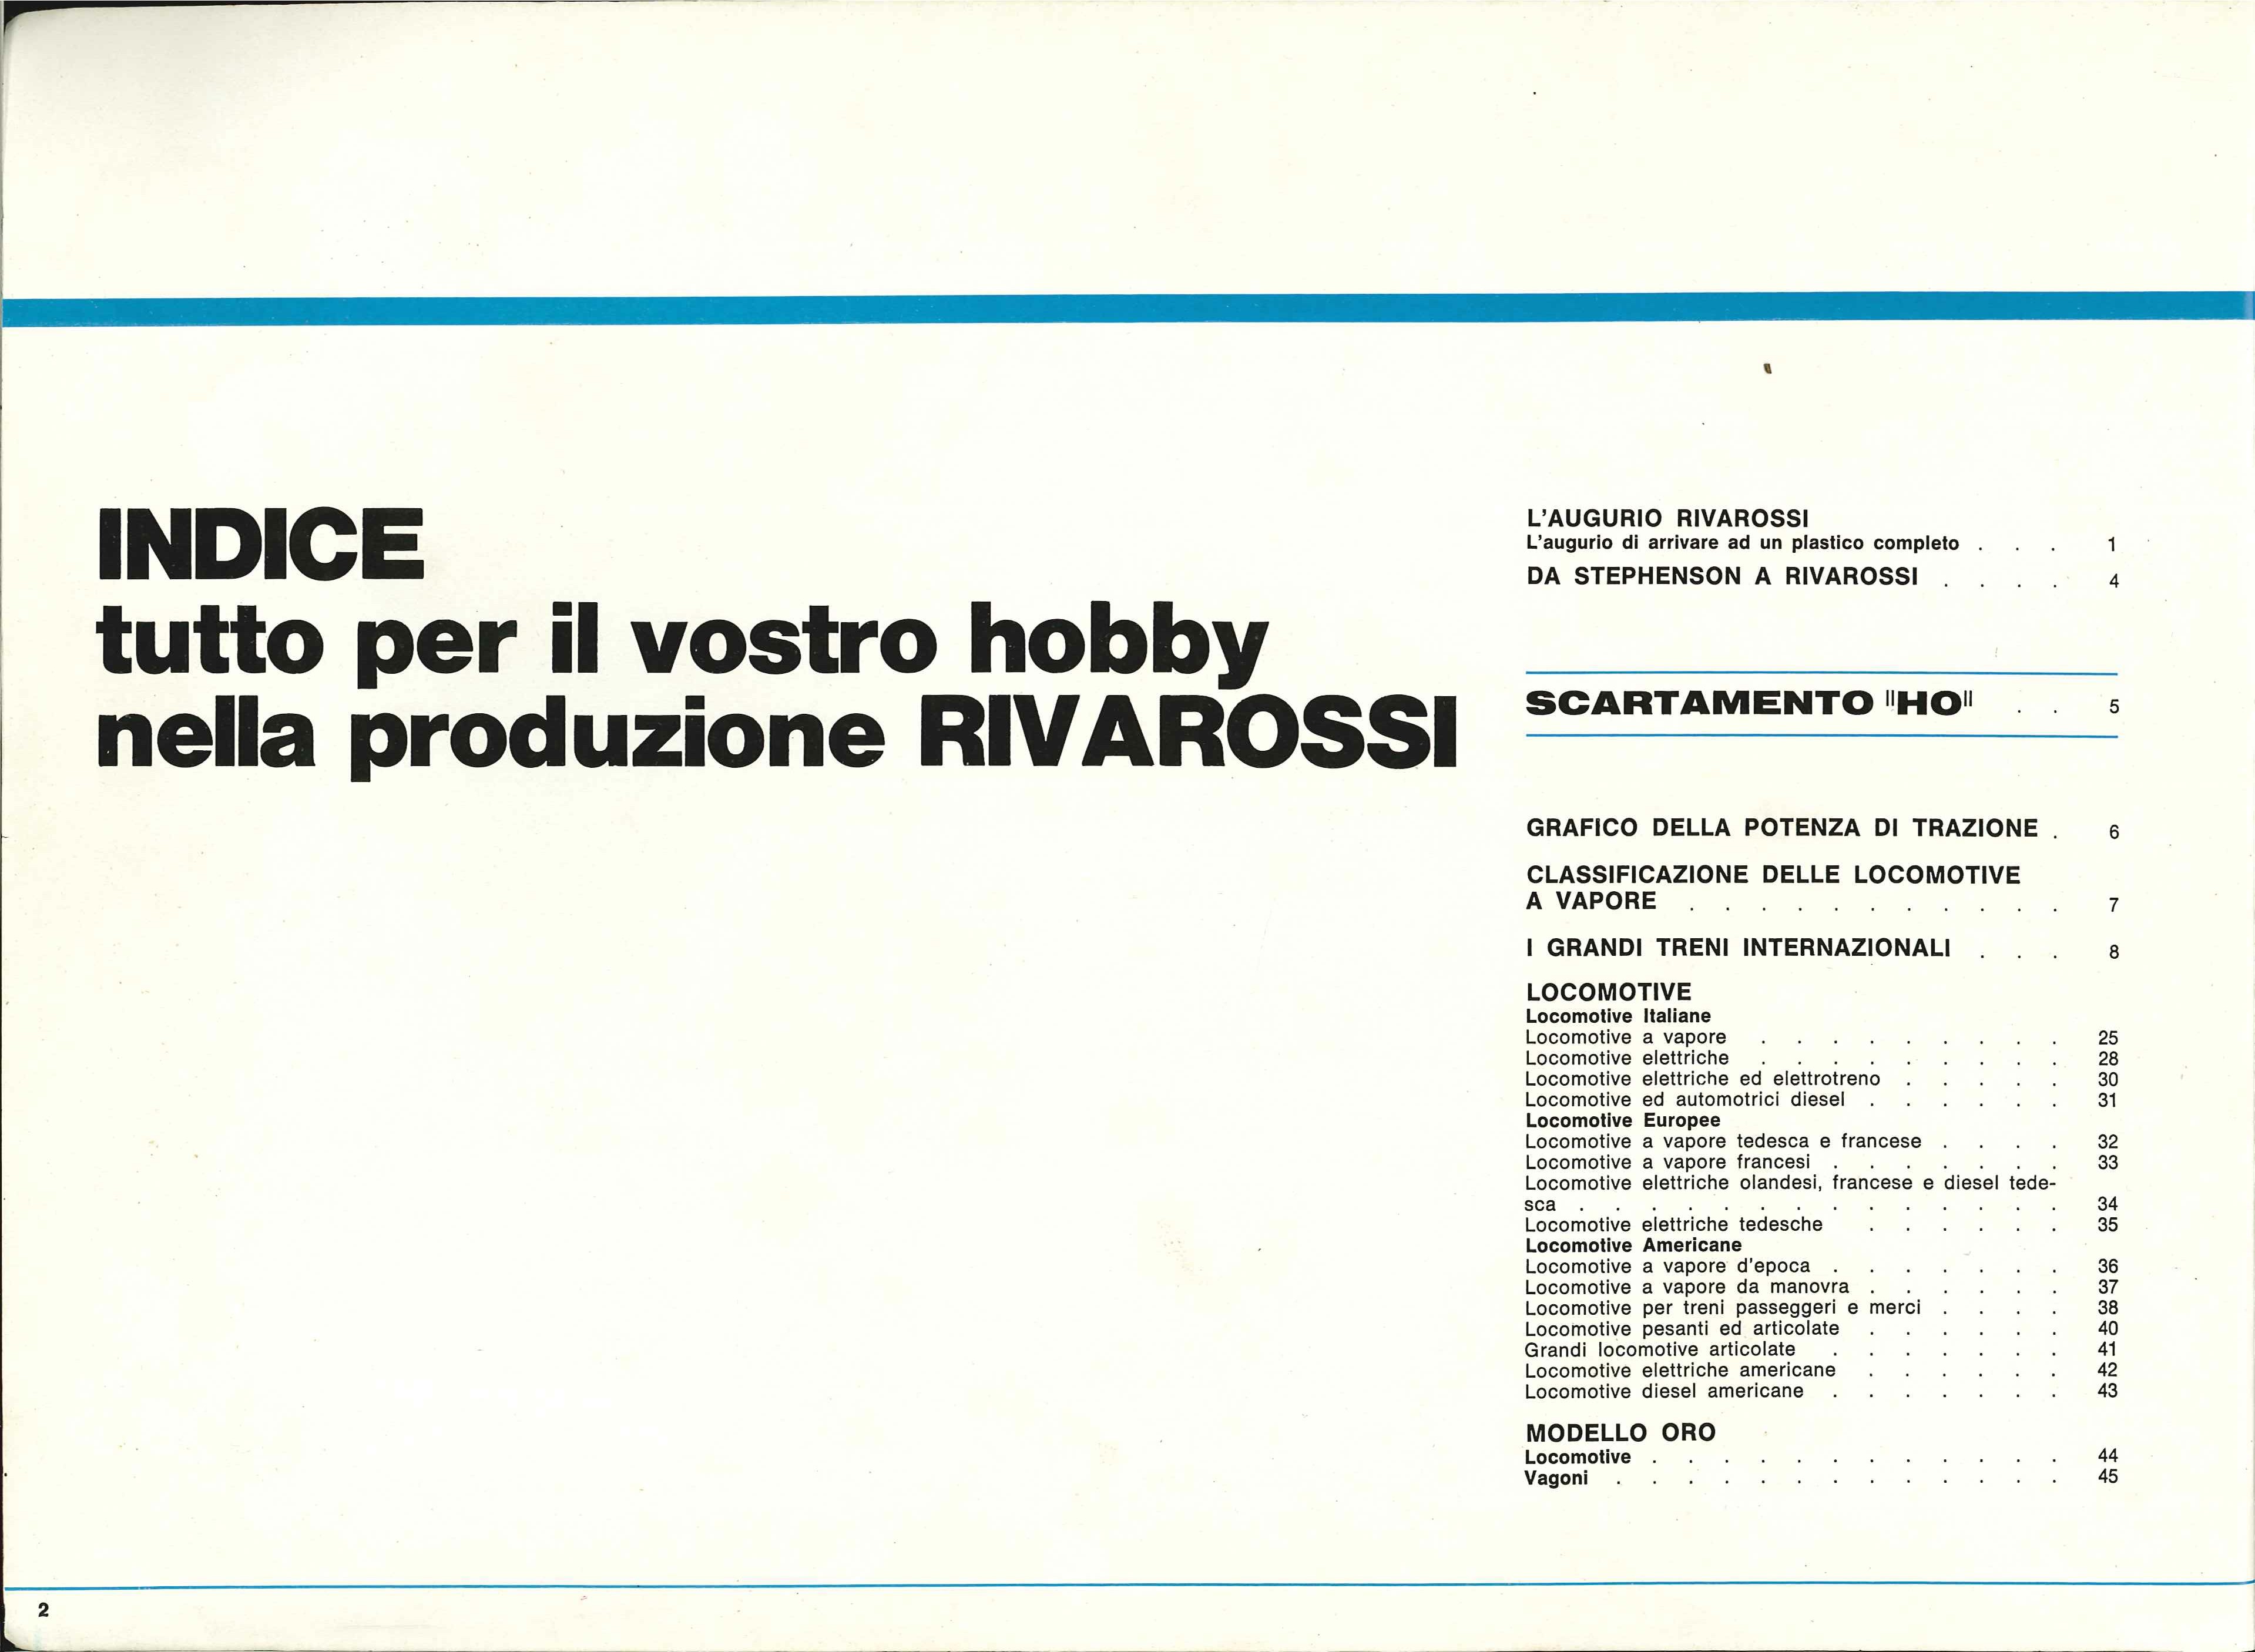 INDICE
tutto per il vostro hobby
nella produzione RIVAROSSI
L'AUGURIO RIVAROSSI
L'augurio di arrivare ad un plastico completo . . . 1
DA STEPHENSON A RIVAROSSI . . . . 4
SCARTAMENTO "HO" . . 5
GRAFICO DELLA POTENZA DI TRAZIONE . 6
CLASSIFICAZIONE DELLE LOCOMOTIVE
A VAPORE . . . . . . . . . . . 7
I GRANDI TRENI INTERNAZIONALI . . . 8
LOCOMOTIVE
Locomotive Italiane
Locomotive a vapore . . . . . . . . . 25
Locomotive elettriche . . . . . . . . . 28
Locomotive elettriche ed elettrotreno . . . . . 30
Locomotive ed automotrici diesel . . . . . . 31
Locomotive Europee
Locomotive a vapore tedesca e francese . . . . 32
Locomotive a vapore francesi . . . . . . . 33
Locomotive elettriche olandesi, francese e diesel tede-
sca . . . . . . . . . . . . . . 34
Locomotive elettriche tedesche . . . . . . 35
Locomotive Americane
Locomotive a vapore d'epoca . . . . . . . 36
Locomotive a vapore da manovra . . . . . . 37
Locomotive per treni passeggeri e merci . . . . 38
Locomotive pesanti ed articolate . . . . . . 40
Grandi locomotive articolate . . . . . . . 41
Locomotive elettriche americane . . . . . . 42
Locomotive diesel americane . . . . . . . 43
MODELLO ORO
Locomotive . . . . . . . . . . . . 44
Vagoni . . . . . . . . . . . . . 45
2